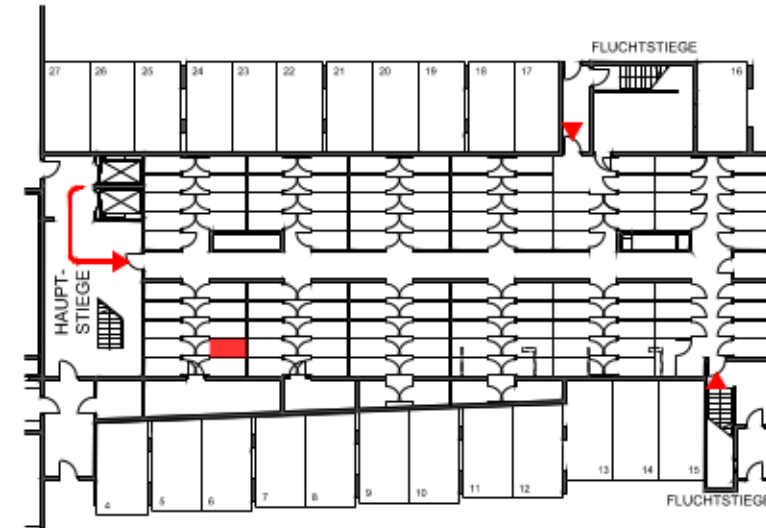 FLUCHTSTIEGE
27 26 25 24 23 22 21 20 19 18 17 16
HAUPT-
STIEGE
4 5 6 7 8 9 10 11 12 13 14 15
FLUCHTSTIEGE